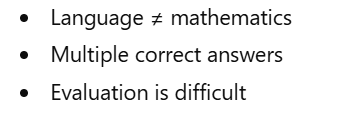 • Language ≠ mathematics
• Multiple correct answers
• Evaluation is difficult